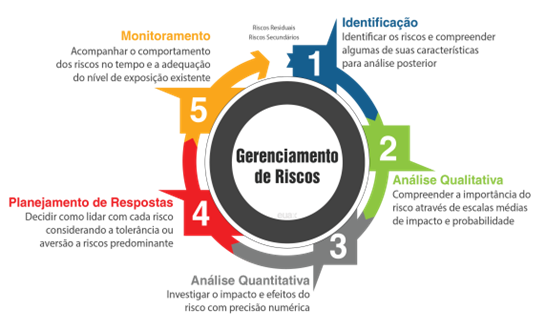 Riscos Residuais
Riscos Secundários
1
Identificação
Identificar os riscos e compreender
algumas de suas características
para análise posterior
2
Análise Qualitativa
Compreender a importância do
risco através de escalas médias
de impacto e probabilidade
3
Análise Quantitativa
Investigar o impacto e efeitos do
risco com precisão numérica
4
Planejamento de Respostas
Decidir como lidar com cada risco
considerando a tolerância ou
aversão a riscos predominante
5
Monitoramento
Acompanhar o comportamento
dos riscos no tempo e a adequação
do nível de exposição existente
Gerenciamento
de Riscos